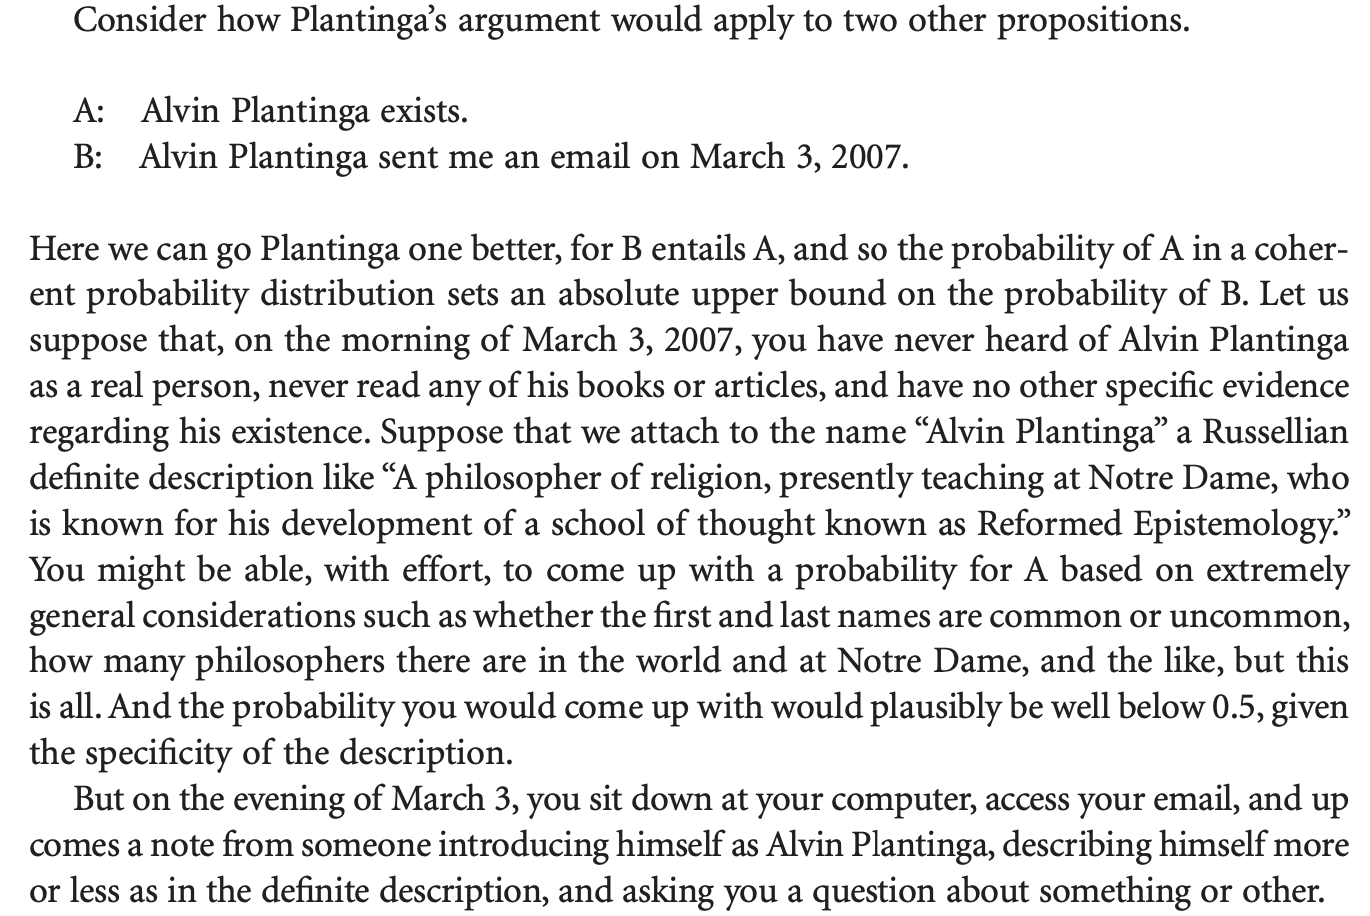 Consider how Plantinga’s argument would apply to two other propositions.
A: Alvin Plantinga exists.
B: Alvin Plantinga sent me an email on March 3, 2007.
Here we can go Plantinga one better, for B entails A, and so the probability of A in a coher-
ent probability distribution sets an absolute upper bound on the probability of B. Let us
suppose that, on the morning of March 3, 2007, you have never heard of Alvin Plantinga
as a real person, never read any of his books or articles, and have no other specific evidence
regarding his existence. Suppose that we attach to the name “Alvin Plantinga” a Russellian
definite description like “A philosopher of religion, presently teaching at Notre Dame, who
is known for his development of a school of thought known as Reformed Epistemology.”
You might be able, with effort, to come up with a probability for A based on extremely
general considerations such as whether the first and last names are common or uncommon,
how many philosophers there are in the world and at Notre Dame, and the like, but this
is all. And the probability you would come up with would plausibly be well below 0.5, given
the specificity of the description.
But on the evening of March 3, you sit down at your computer, access your email, and up
comes a note from someone introducing himself as Alvin Plantinga, describing himself more
or less as in the definite description, and asking you a question about something or other.